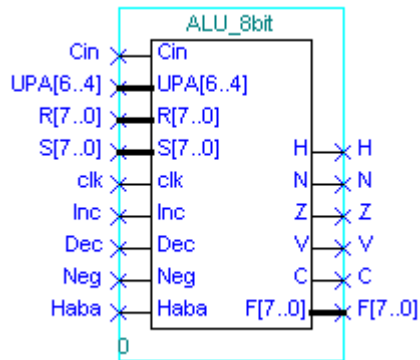 ALU_8bit
Cin Cin
UPA[6..4] UPA[6..4]
R[7..0] R[7..0]
S[7..0] S[7..0] H H
clk clk N N
Inc Inc Z Z
Dec Dec V V
Neg Neg C C
Haba Haba F[7..0] F[7..0]
0